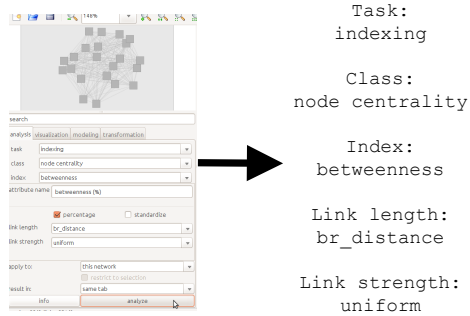 148%
search
analysis visualization modeling transformation
task indexing
class node centrality
index betweenness
attribute name betweenness (%)
percentage standardize
link length br_distance
link strength uniform
apply to: this network
restrict to selection
result in: same tab
info analyze
Task:
indexing
Class:
node centrality
Index:
betweenness
Link length:
br_distance
Link strength:
uniform